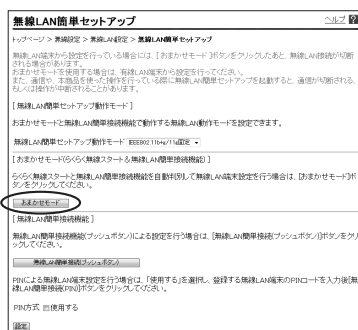 無線LAN簡単セットアップ
ヘルプ ?
トップページ > 無線設定 > 無線LAN設定 > 無線LAN簡単セットアップ
無線LAN端末から設定を行っている場合には、[おまかせモード]ボタンをクリックしたあと、無線LAN接続が切断
される場合があります。
おまかせモードを使用する場合は、有線LAN端末から設定を行ってください。
また、通信中や、本商品を使った操作を行っている際に無線LAN簡単セットアップを起動すると、通信が切断される、
もしくは操作が中断されることがあります。
[無線LAN簡単セットアップ動作モード]
おまかせモードと無線LAN簡単接続機能で動作する無線LAN動作モードを設定できます。
無線LAN簡単セットアップ動作モード IEEE802.11b+g/11a固定
[おまかせモード(らくらく無線スタート&無線LAN簡単接続機能)]
らくらく無線スタートと無線LAN簡単接続機能を自動判別して無線LAN端末設定を行う場合は、[おまかせモード]ボ
タンをクリックしてください。
おまかせモード
[無線LAN簡単接続機能]
無線LAN簡単接続機能(プッシュボタン)による設定を行う場合は、[無線LAN簡単接続(プッシュボタン)]ボタンをクリ
ックしてください。
無線LAN簡単接続(プッシュボタン)
PINによる無線LAN端末設定を行う場合は、「使用する」を選択し、登録する無線LAN端末のPINコードを入力後[無
線LAN簡単接続(PIN)]ボタンをクリックしてください。
PIN方式 使用する
設定